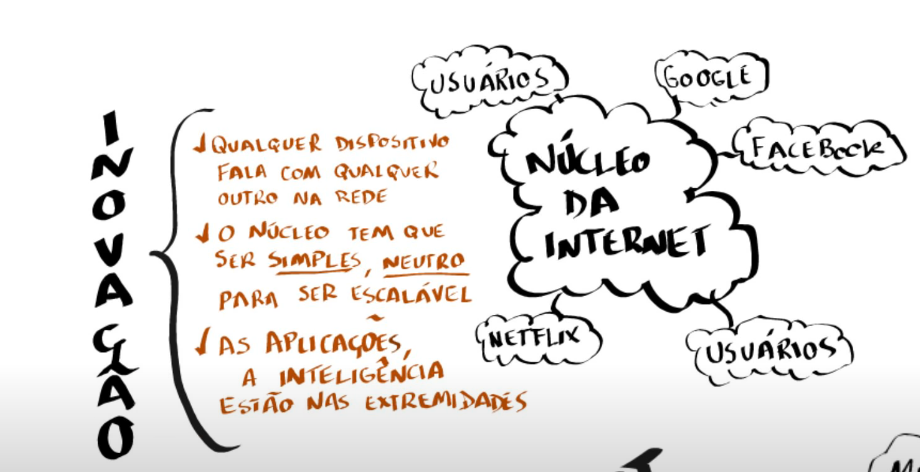 INOVAÇÃO
✓ QUALQUER DISPOSITIVO
FALA COM QUALQUER
OUTRO NA REDE
✓ O NÚCLEO TEM QUE
SER SIMPLES, NEUTRO
PARA SER ESCALÁVEL
✓ AS APLICAÇÕES,
A INTELIGÊNCIA
ESTÃO NAS EXTREMIDADES
USUÁRIOS
GOOGLE
FACEBOOK
NÚCLEO
DA
INTERNET
NETFLIX
USUÁRIOS